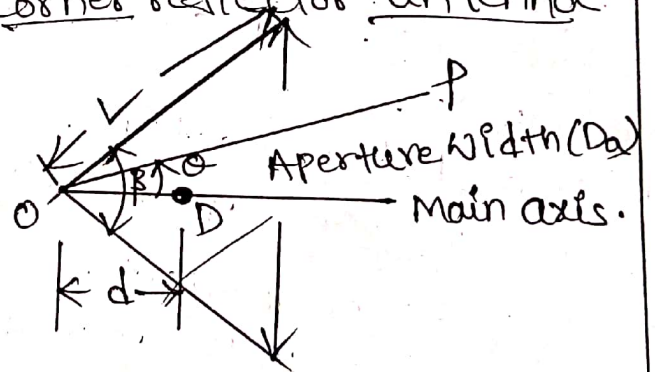 Corner reflector antenna
P
θ
Aperture Width (Da)
β
O
D
Main axis.
d